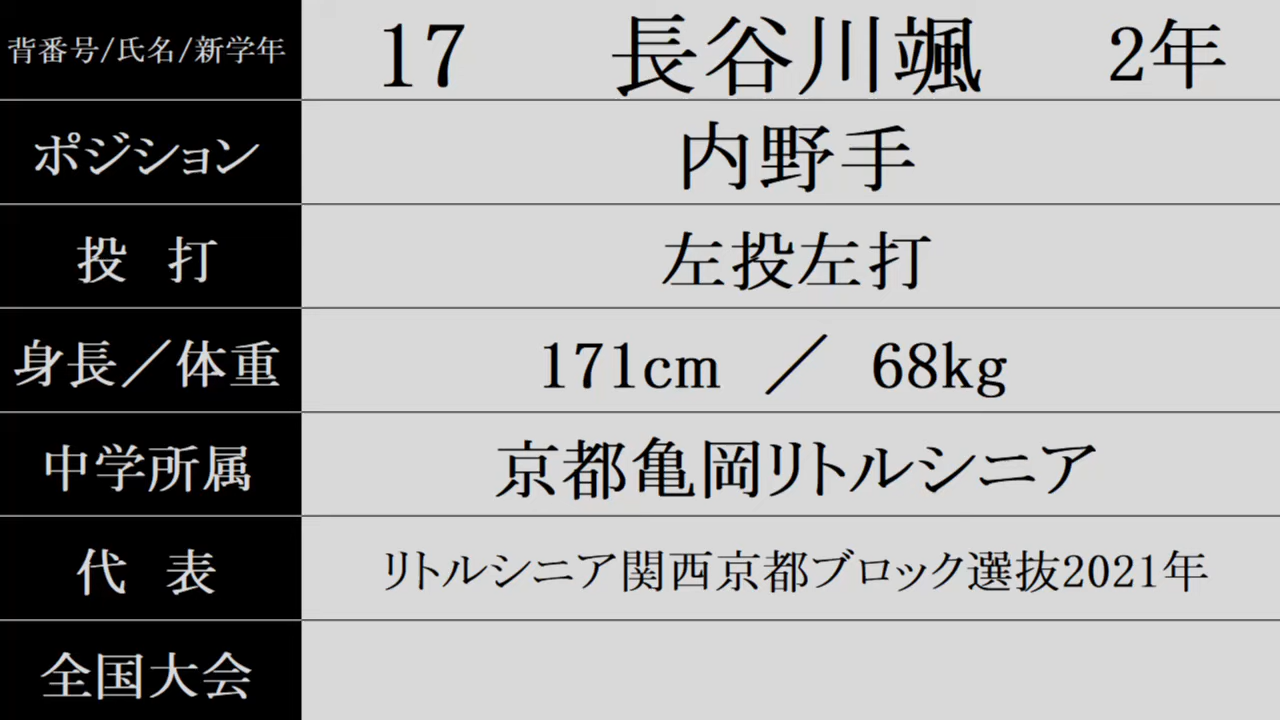 背番号/氏名/新学年 17 長谷川颯 2年
ポジション 内野手
投 打 左投左打
身長／体重 171cm ／ 68kg
中学所属 京都亀岡リトルシニア
代 表 リトルシニア関西京都ブロック選抜2021年
全国大会